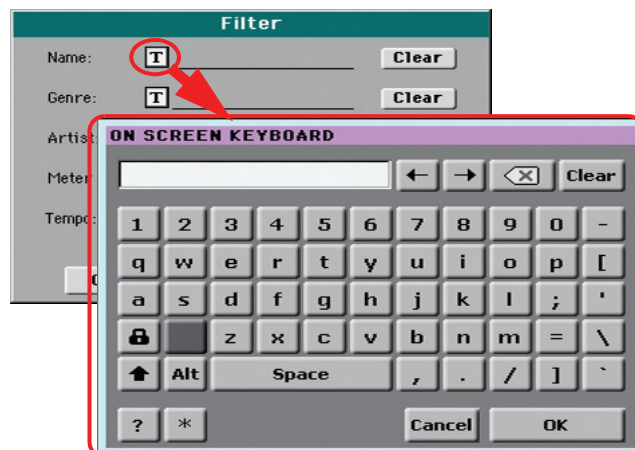 Filter
Name: T Clear
Genre: T Clear
Artist:
Meter
Tempo:
ON SCREEN KEYBOARD
← → ⌫ Clear
1 2 3 4 5 6 7 8 9 0 -
q w e r t y u i o p [
a s d f g h j k l ; '
z x c v b n m = \
Alt Space , . / ] `
? * Cancel OK